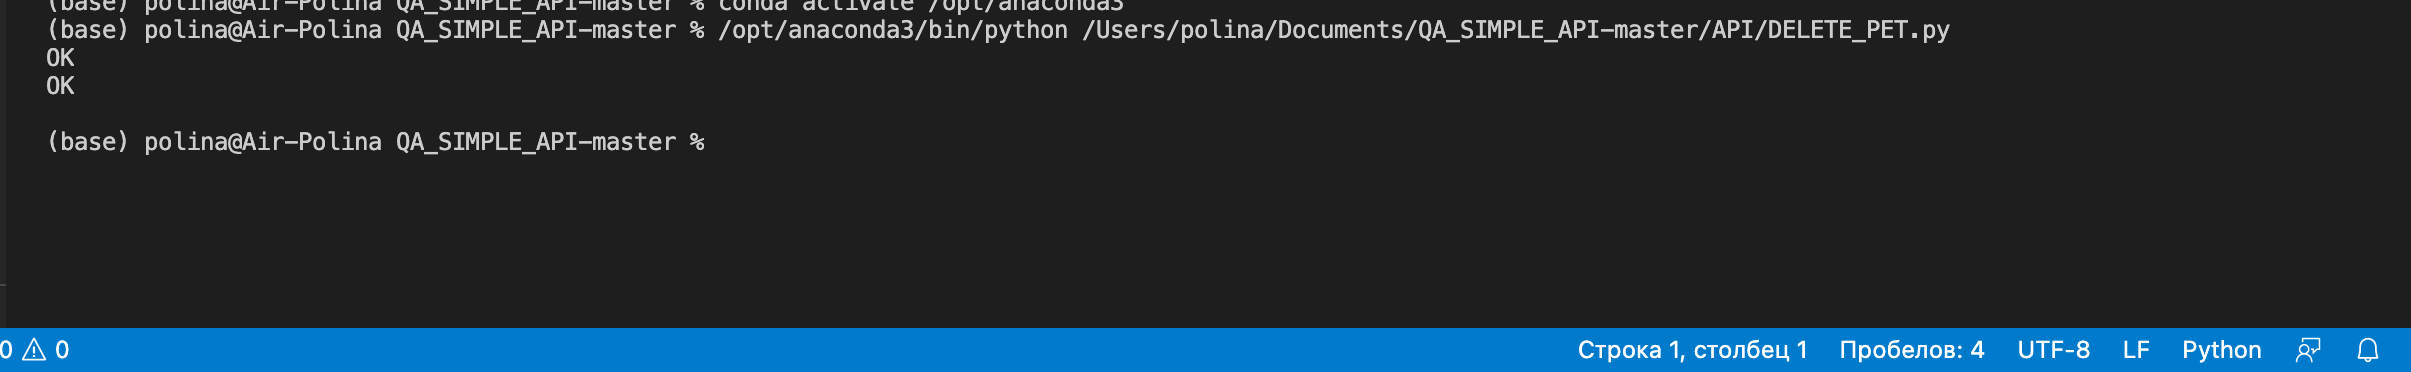 (base) polina@Air-Polina QA_SIMPLE_API-master % conda activate /opt/anaconda3
(base) polina@Air-Polina QA_SIMPLE_API-master % /opt/anaconda3/bin/python /Users/polina/Documents/QA_SIMPLE_API-master/API/DELETE_PET.py
OK
OK
(base) polina@Air-Polina QA_SIMPLE_API-master %
0 0 Строка 1, столбец 1 Пробелов: 4 UTF-8 LF Python